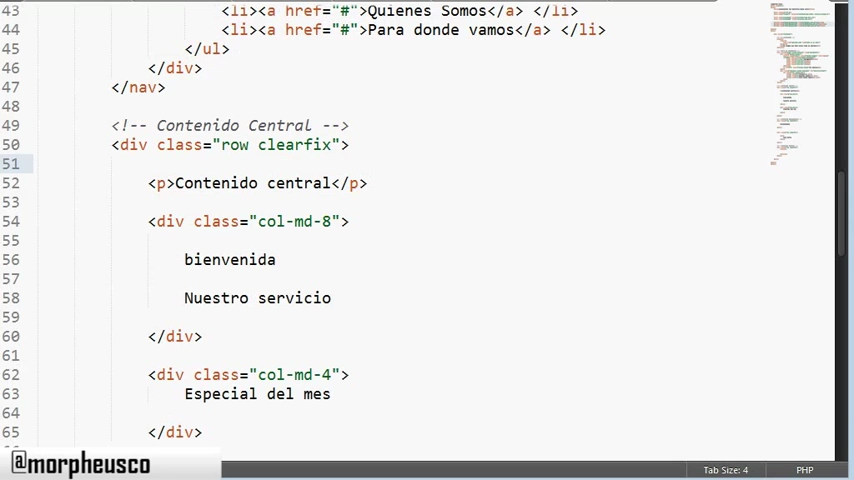 43 <li><a href="#">Quienes Somos</a> </li>
44 <li><a href="#">Para donde vamos</a> </li>
45 </ul>
46 </div>
47 </nav>
48
49 <!-- Contenido Central -->
50 <div class="row clearfix">
51
52 <p>Contenido central</p>
53
54 <div class="col-md-8">
55
56 bienvenida
57
58 Nuestro servicio
59
60 </div>
61
62 <div class="col-md-4">
63 Especial del mes
64
65 </div>
@morpheusco
Tab Size: 4 PHP